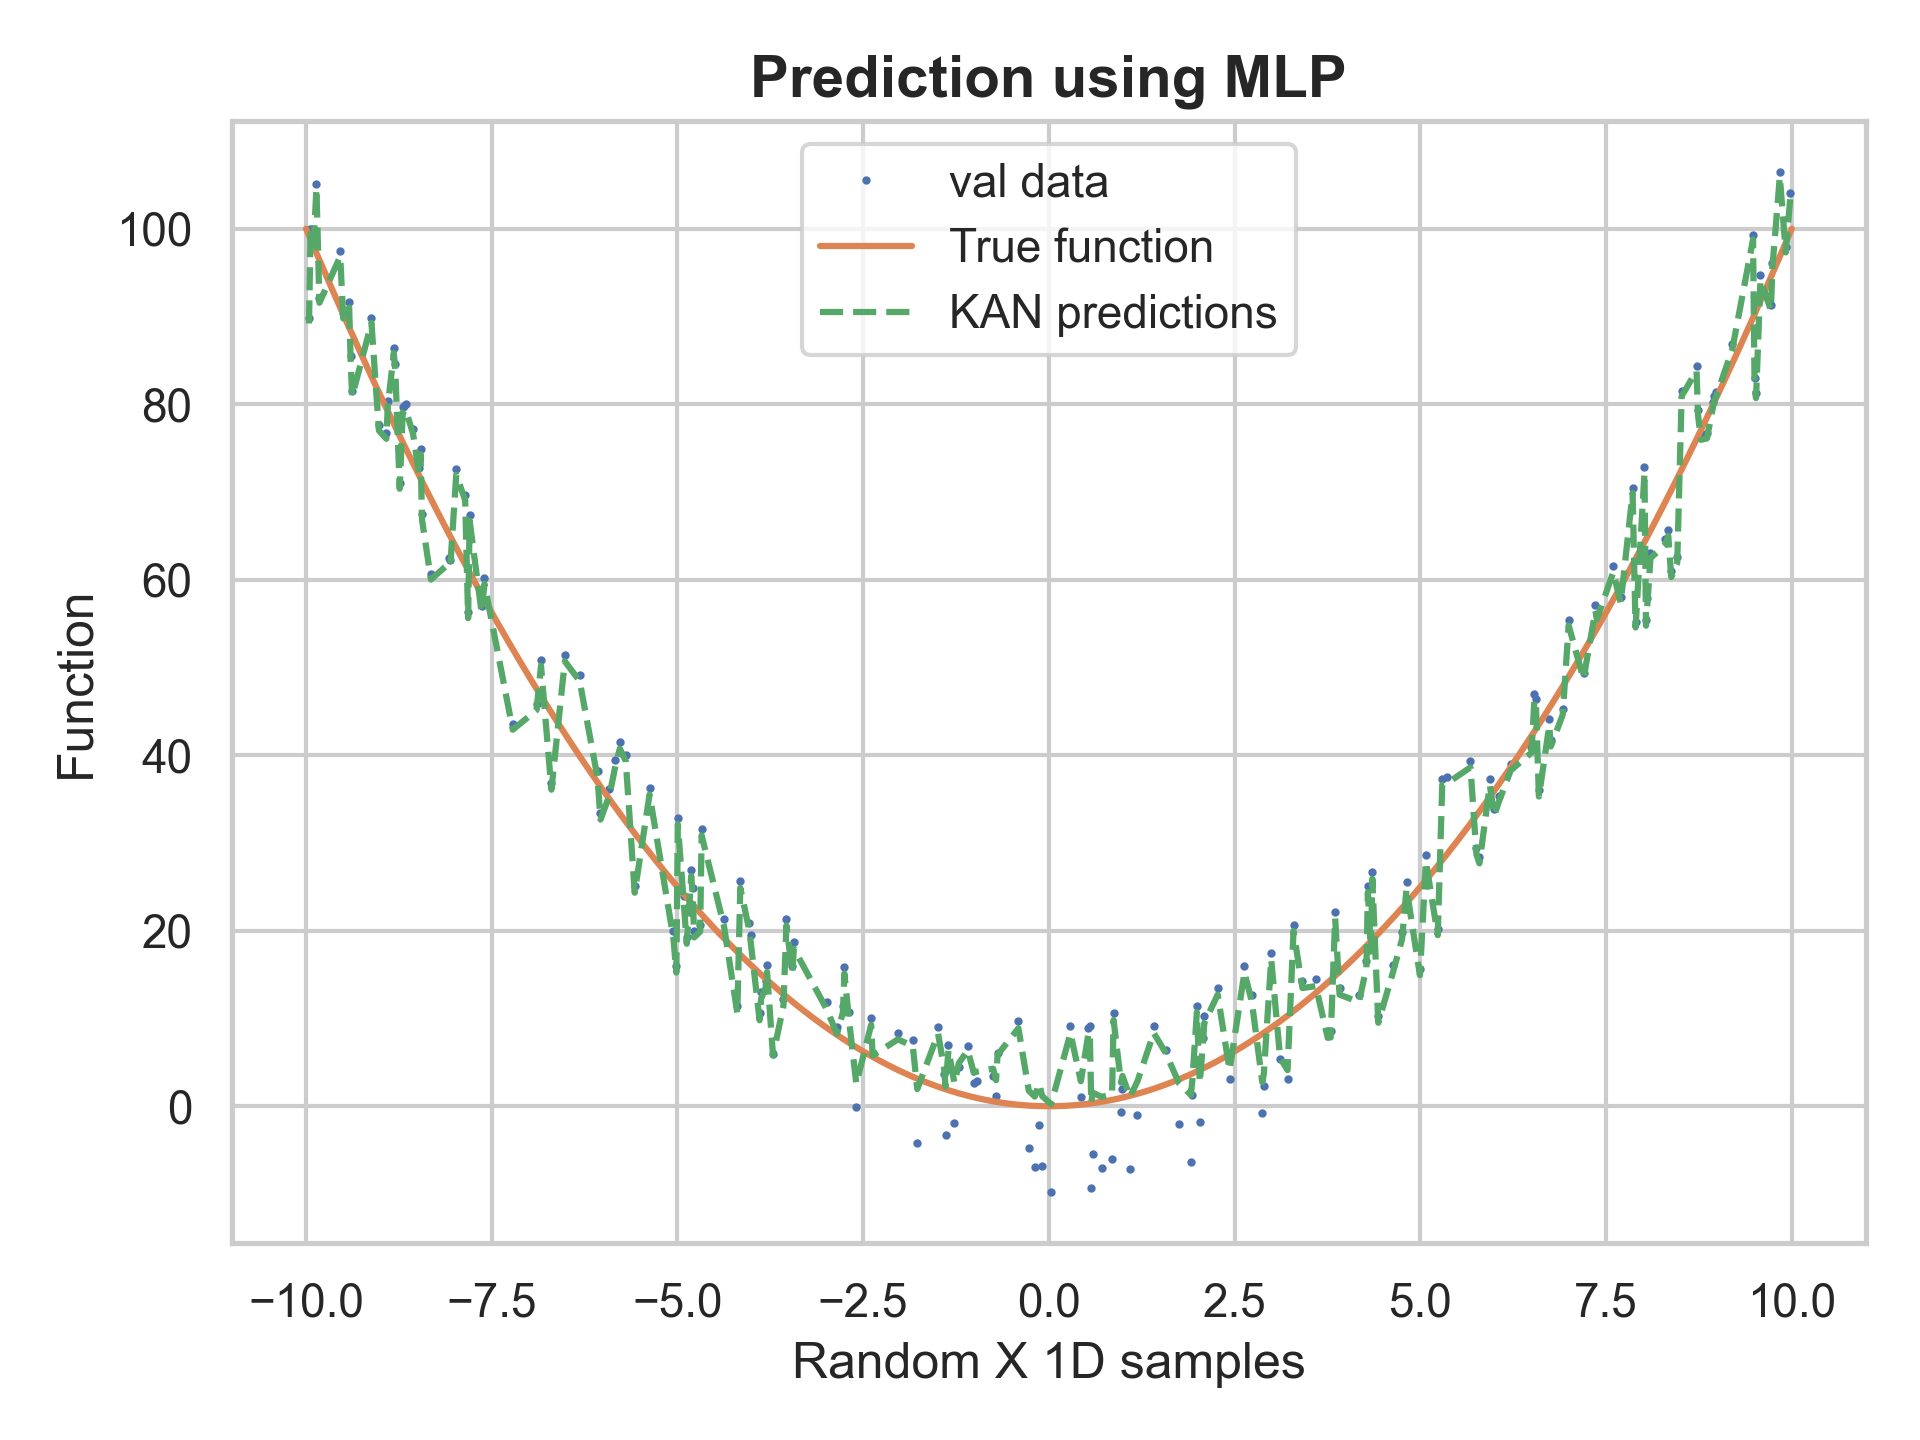 Prediction using MLP
val data
True function
KAN predictions
100
80
60
40
20
0
Function
−10.0 −7.5 −5.0 −2.5 0.0 2.5 5.0 7.5 10.0
Random X 1D samples